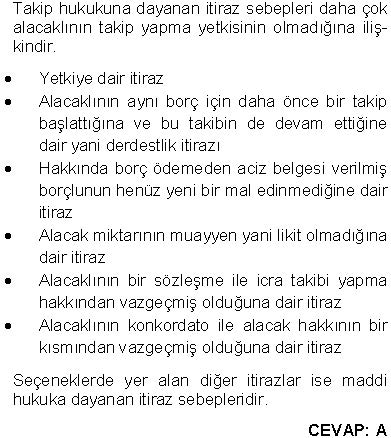 Takip hukukuna dayanan itiraz sebepleri daha çok
alacaklının takip yapma yetkisinin olmadığına iliş-
kindir.
• Yetkiye dair itiraz
• Alacaklının aynı borç için daha önce bir takip
başlattığına ve bu takibin de devam ettiğine
dair yani derdestlik itirazı
• Hakkında borç ödemeden aciz belgesi verilmiş
borçlunun henüz yeni bir mal edinmediğine dair
itiraz
• Alacak miktarının muayyen yani likit olmadığına
dair itiraz
• Alacaklının bir sözleşme ile icra takibi yapma
hakkından vazgeçmiş olduğuna dair itiraz
• Alacaklının konkordato ile alacak hakkının bir
kısmından vazgeçmiş olduğuna dair itiraz
Seçeneklerde yer alan diğer itirazlar ise maddi
hukuka dayanan itiraz sebepleridir.
CEVAP: A